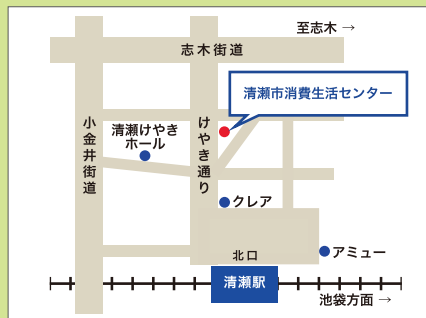 至志木 →
志木街道
清瀬市消費生活センター
小金井街道
清瀬けやき
ホール
けやき通り
クレア
北口
アミュー
清瀬駅
池袋方面 →